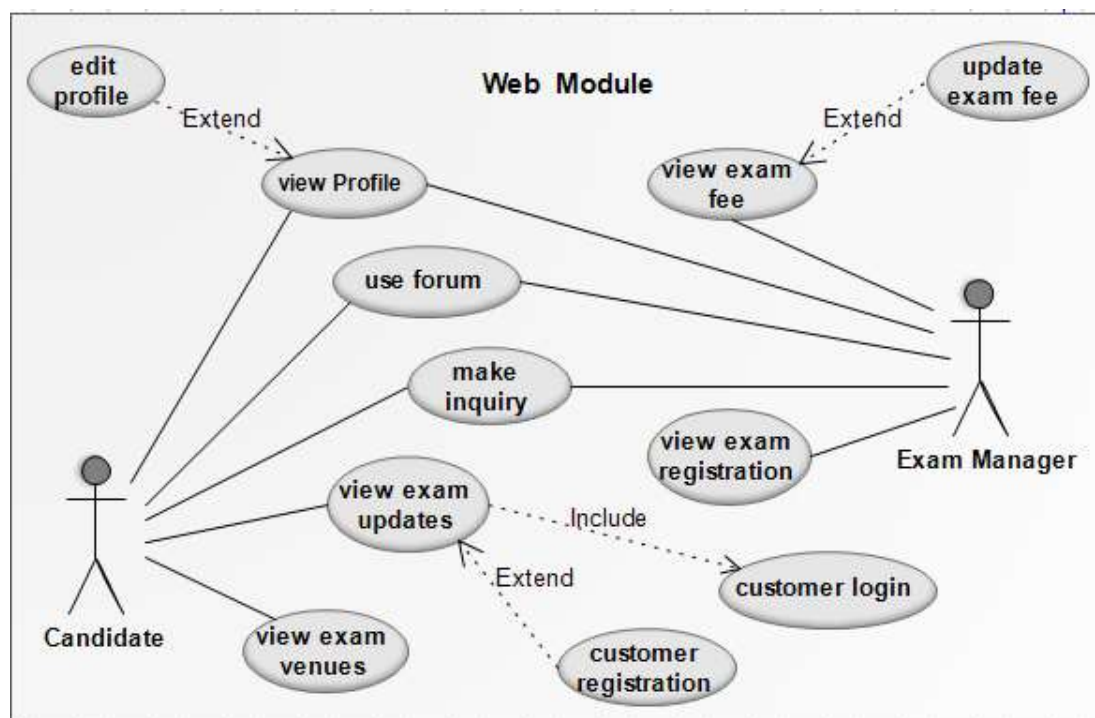 edit
profile
Web Module
update
exam fee
Extend
Extend
view Profile
view exam
fee
use forum
make
inquiry
view exam
registration
Exam Manager
view exam
updates
Include
Extend
customer login
Candidate
view exam
venues
customer
registration